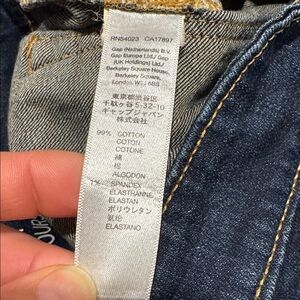 RN54023 CA17897
Gap (Netherlands) B.V.
Gap Europe Ltd./ Gap
(UK Holdings) Ltd./
Berkeley Square House,
Berkeley Square,
London W1J 6BS
東京都渋谷区
千駄ヶ谷5-32-10
ギャップジャパン
株式会社
99% COTTON
COTON
COTONE
綿
棉
ALGODON
1% SPANDEX
ELASTHANNE
ELASTAN
ポリウレタン
氨纶
ELASTANO